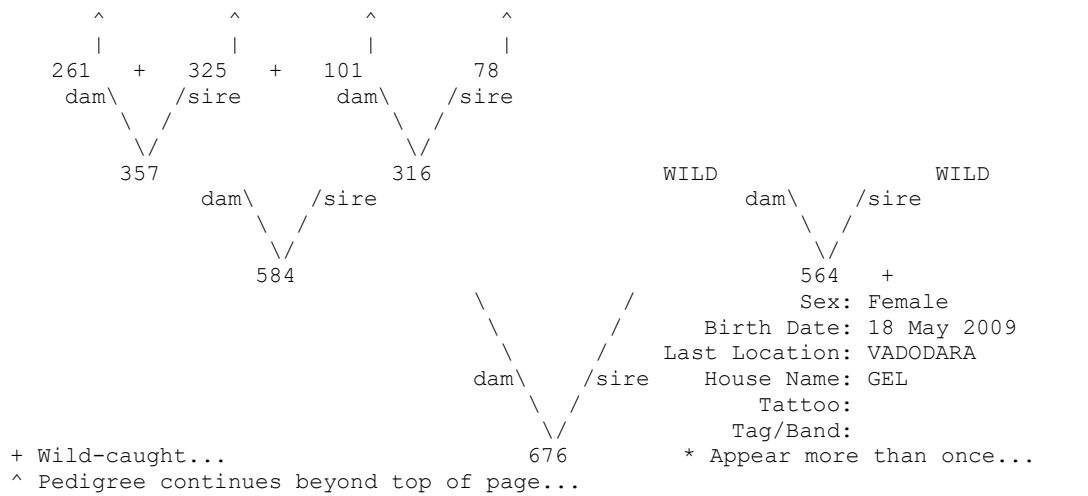 ^ ^ ^ ^
| | | |
261 + 325 + 101 78
dam\ /sire dam\ /sire
\ / \ /
\/ \/
357 316 WILD WILD
dam\ /sire dam\ /sire
\ / \ /
\/ \/
584 564 +
\ / Sex: Female
\ / Birth Date: 18 May 2009
\ / Last Location: VADODARA
dam\ /sire House Name: GEL
\ / Tattoo:
\/ Tag/Band:
+ Wild-caught... 676 * Appear more than once...
^ Pedigree continues beyond top of page...